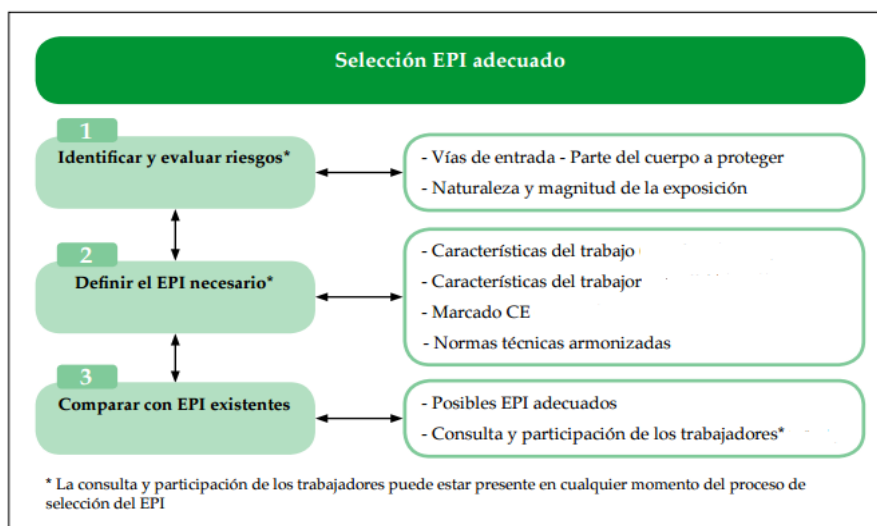 Selección EPI adecuado
1
Identificar y evaluar riesgos*
- Vías de entrada - Parte del cuerpo a proteger
- Naturaleza y magnitud de la exposición
2
Definir el EPI necesario*
- Características del trabajo
- Características del trabajor
- Marcado CE
- Normas técnicas armonizadas
3
Comparar con EPI existentes
- Posibles EPI adecuados
- Consulta y participación de los trabajadores*
* La consulta y participación de los trabajadores puede estar presente en cualquier momento del proceso de
selección del EPI